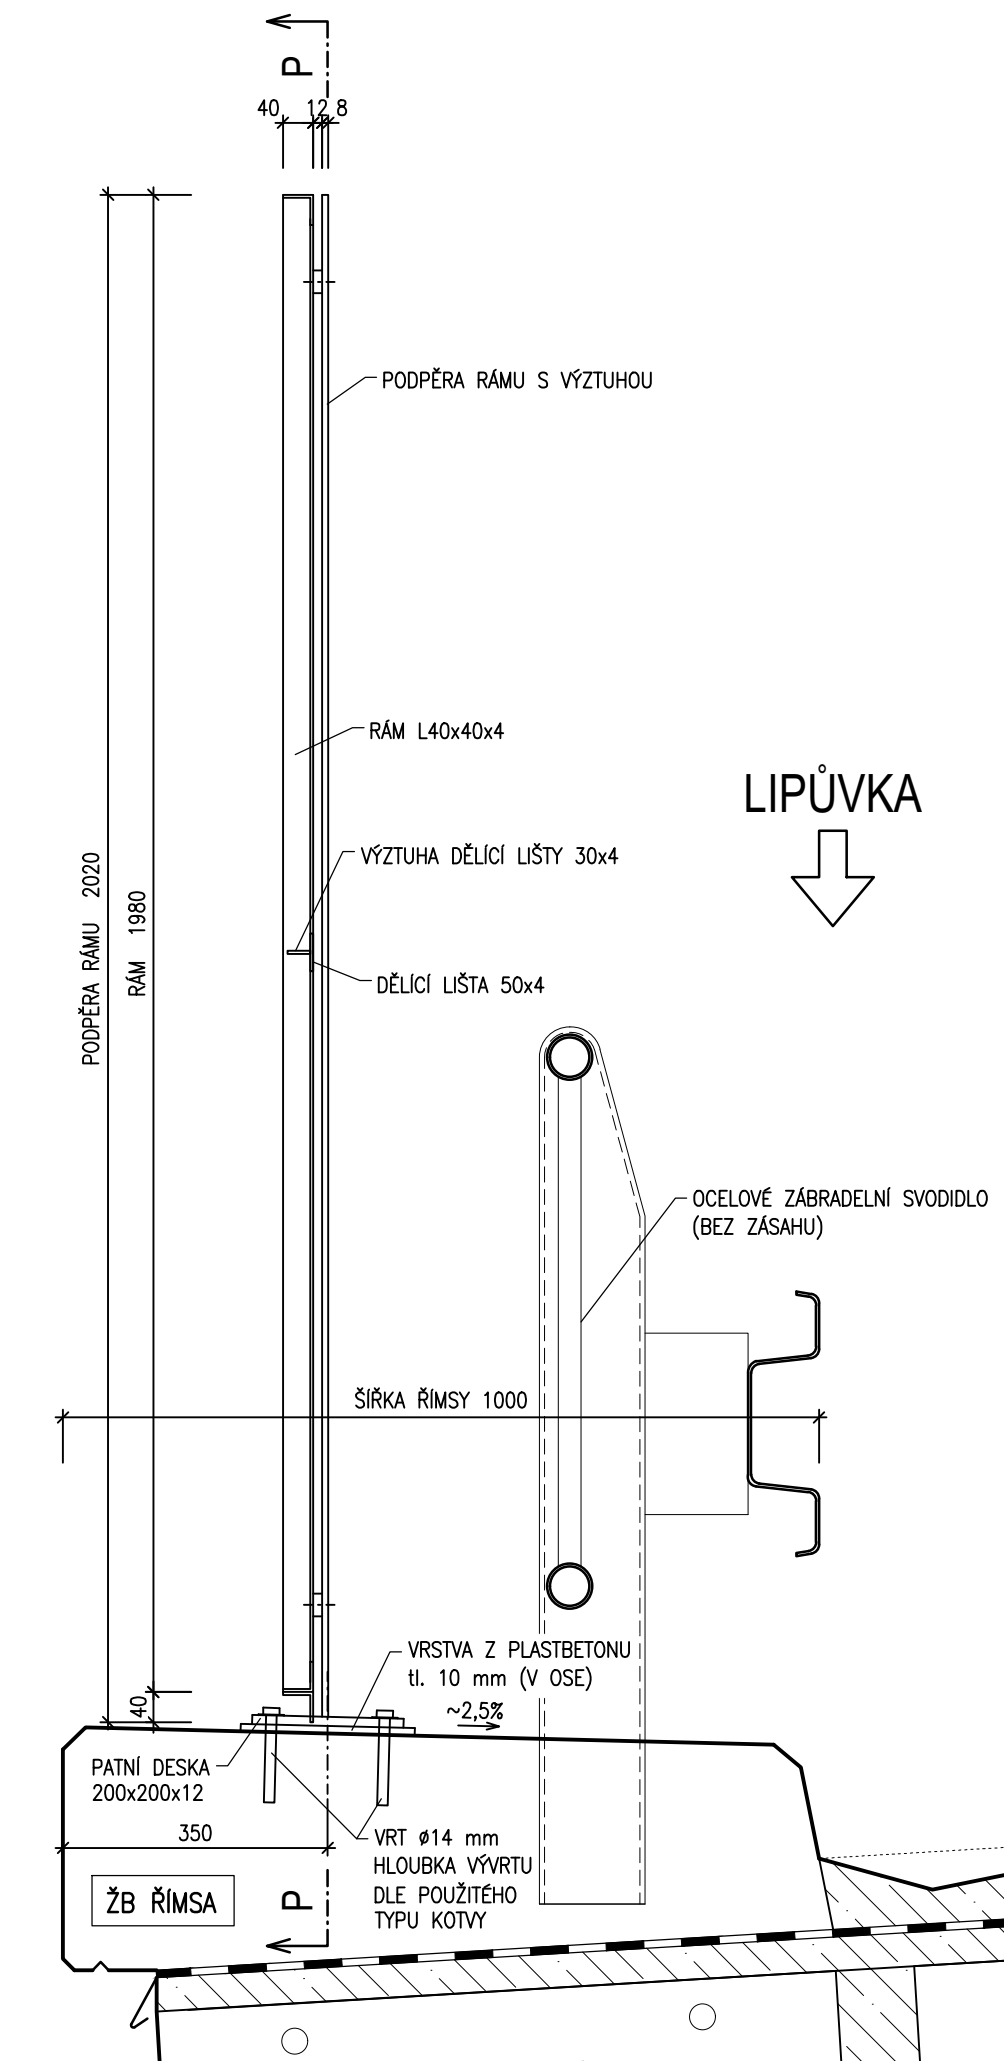 P
40 12 8
PODPĚRA RÁMU S VÝZTUHOU
RÁM L40x40x4
LIPŮVKA
VÝZTUHA DĚLÍCÍ LIŠTY 30x4
PODPĚRA RÁMU 2020
RÁM 1980
DĚLÍCÍ LIŠTA 50x4
OCELOVÉ ZÁBRADELNÍ SVODIDLO
(BEZ ZÁSAHU)
ŠÍŘKA ŘÍMSY 1000
VRSTVA Z PLASTBETONU
tl. 10 mm (V OSE)
40
~2,5%
PATNÍ DESKA
200x200x12
350
VRT ø14 mm
HLOUBKA VÝVRTU
DLE POUŽITÉHO
TYPU KOTVY
ŽB ŘÍMSA
P